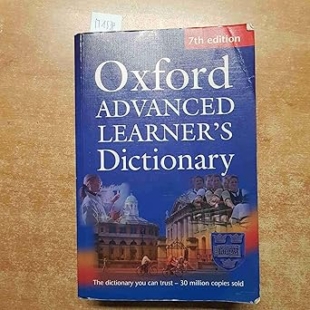 7th edition
Oxford
ADVANCED
LEARNER'S
Dictionary
The dictionary you can trust – 30 million copies sold